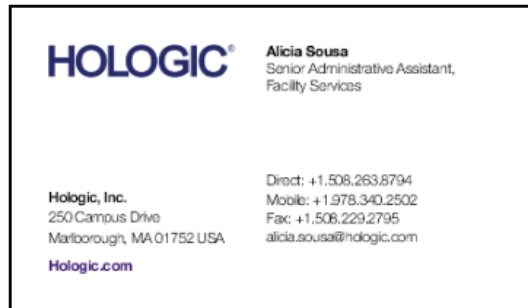 HOLOGIC®
Alicia Sousa
Senior Administrative Assistant,
Facility Services
Direct: +1.508.263.8794
Mobile: +1.978.340.2502
Fax: +1.508.229.2795
alicia.sousa@hologic.com
Hologic, Inc.
250 Campus Drive
Marlborough, MA 01752 USA
Hologic.com